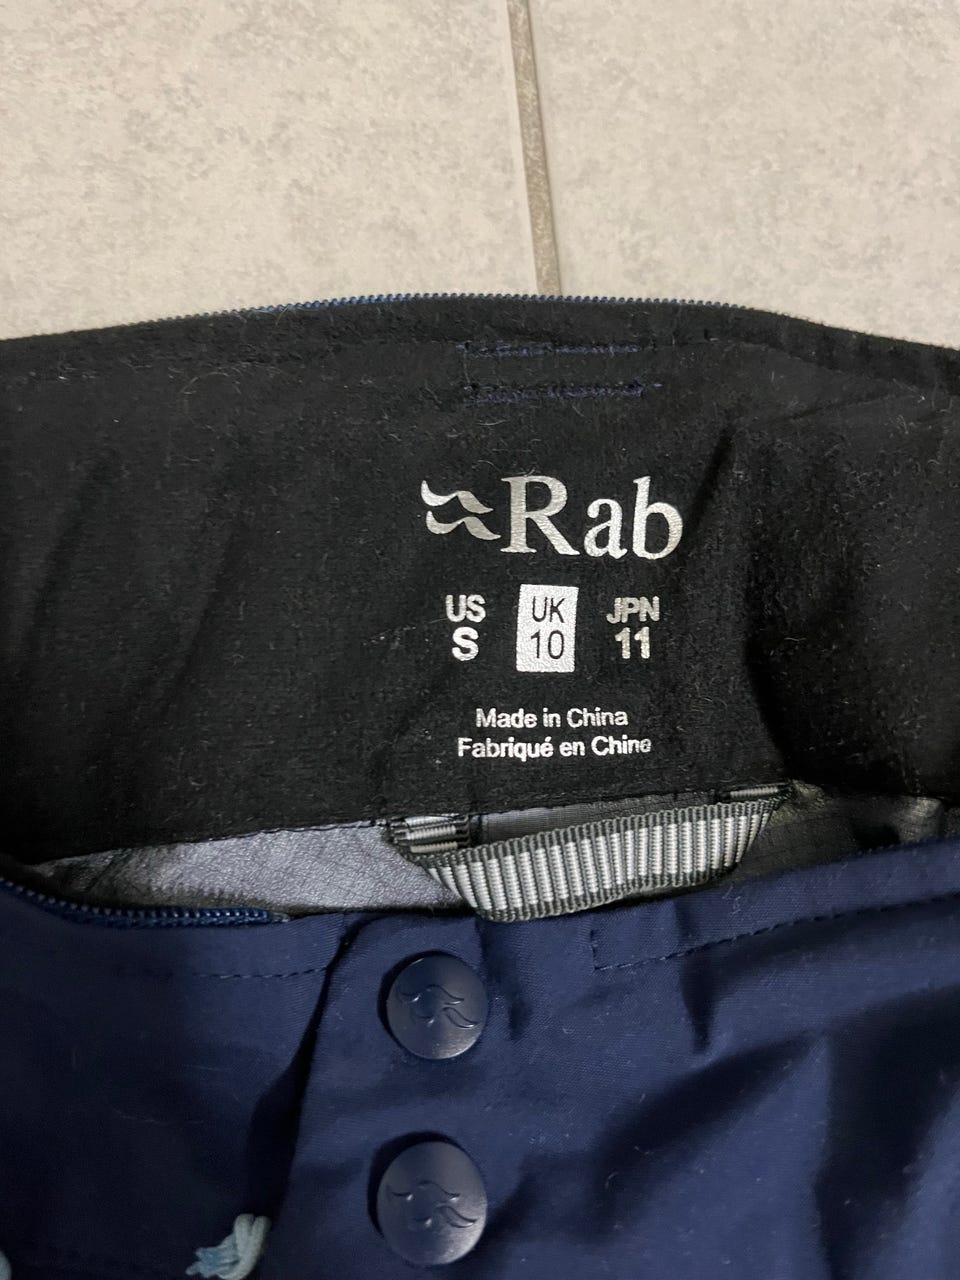 Rab
US UK JPN
S 10 11
Made in China
Fabriqué en Chine